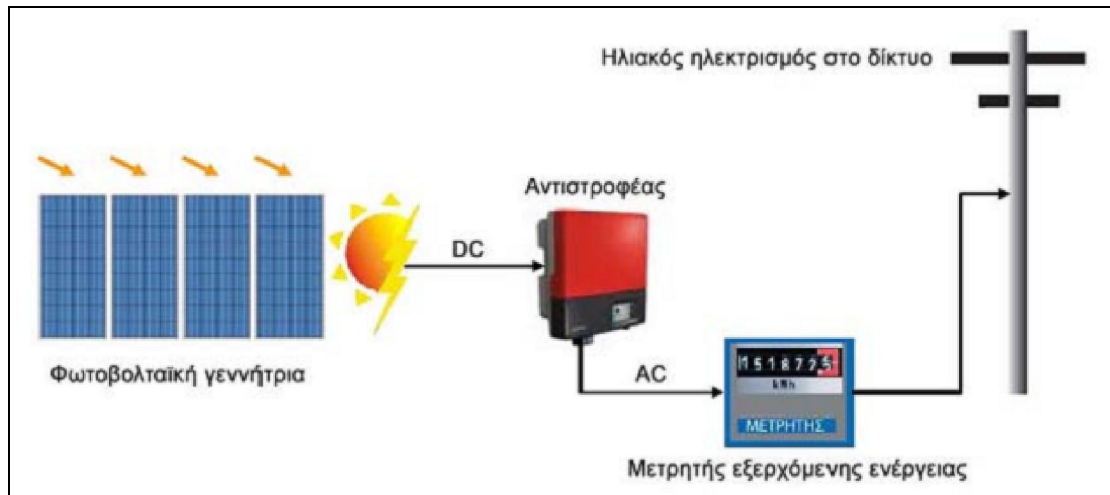 Ηλιακός ηλεκτρισμός στο δίκτυο
Αντιστροφέας
DC
Φωτοβολταϊκή γεννήτρια
AC
kWh
ΜΕΤΡΗΤΗΣ
Μετρητής εξερχόμενης ενέργειας